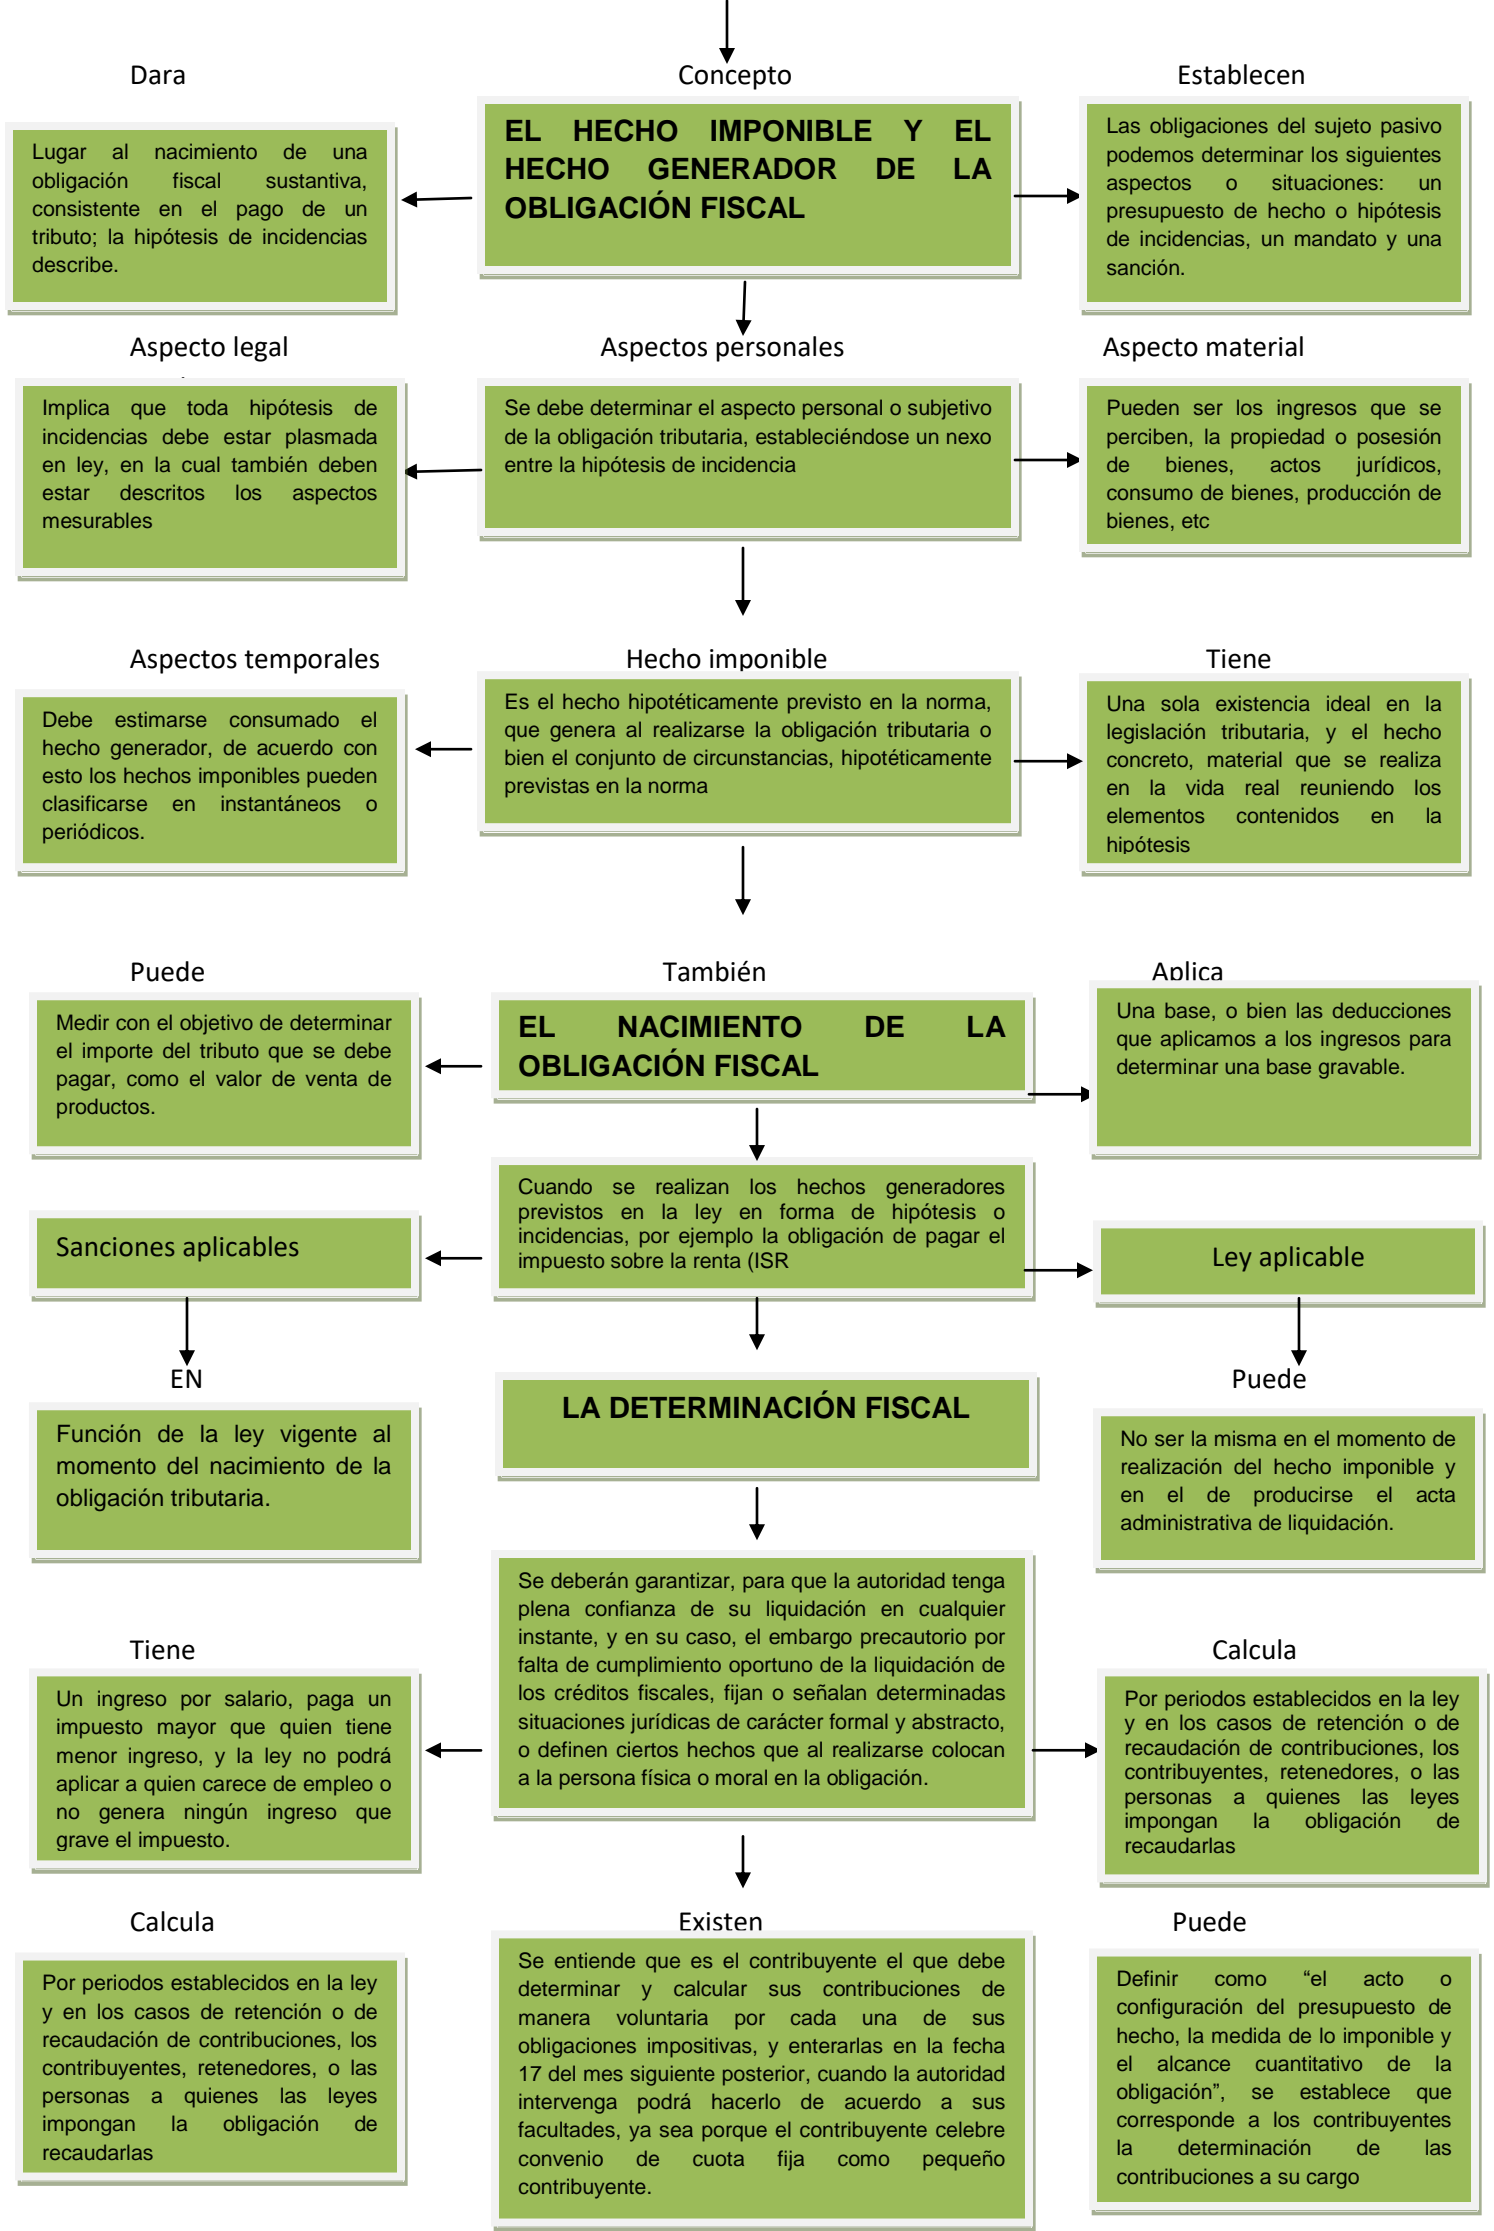 Dara
Concepto
Establecen
Lugar al nacimiento de una
obligación fiscal sustantiva,
consistente en el pago de un
tributo; la hipótesis de incidencias
describe.
EL HECHO IMPONIBLE Y EL
HECHO GENERADOR DE LA
OBLIGACIÓN FISCAL
Las obligaciones del sujeto pasivo
podemos determinar los siguientes
aspectos o situaciones: un
presupuesto de hecho o hipótesis
de incidencias, un mandato y una
sanción.
Aspecto legal
Aspectos personales
Aspecto material
Implica que toda hipótesis de
incidencias debe estar plasmada
en ley, en la cual también deben
estar descritos los aspectos
mesurables
Se debe determinar el aspecto personal o subjetivo
de la obligación tributaria, estableciéndose un nexo
entre la hipótesis de incidencia
Pueden ser los ingresos que se
perciben, la propiedad o posesión
de bienes, actos jurídicos,
consumo de bienes, producción de
bienes, etc
Aspectos temporales
Hecho imponible
Tiene
Debe estimarse consumado el
hecho generador, de acuerdo con
esto los hechos imponibles pueden
clasificarse en instantáneos o
periódicos.
Es el hecho hipotéticamente previsto en la norma,
que genera al realizarse la obligación tributaria o
bien el conjunto de circunstancias, hipotéticamente
previstas en la norma
Una sola existencia ideal en la
legislación tributaria, y el hecho
concreto, material que se realiza
en la vida real reuniendo los
elementos contenidos en la
hipótesis
Puede
También
Aplica
Medir con el objetivo de determinar
el importe del tributo que se debe
pagar, como el valor de venta de
productos.
EL NACIMIENTO DE LA
OBLIGACIÓN FISCAL
Una base, o bien las deducciones
que aplicamos a los ingresos para
determinar una base gravable.
Sanciones aplicables
Cuando se realizan los hechos generadores
previstos en la ley en forma de hipótesis o
incidencias, por ejemplo la obligación de pagar el
impuesto sobre la renta (ISR
Ley aplicable
EN
Puede
Función de la ley vigente al
momento del nacimiento de la
obligación tributaria.
LA DETERMINACIÓN FISCAL
No ser la misma en el momento de
realización del hecho imponible y
en el de producirse el acta
administrativa de liquidación.
Tiene
Se deberán garantizar, para que la autoridad tenga
plena confianza de su liquidación en cualquier
instante, y en su caso, el embargo precautorio por
falta de cumplimiento oportuno de la liquidación de
los créditos fiscales, fijan o señalan determinadas
situaciones jurídicas de carácter formal y abstracto,
o definen ciertos hechos que al realizarse colocan
a la persona física o moral en la obligación.
Calcula
Un ingreso por salario, paga un
impuesto mayor que quien tiene
menor ingreso, y la ley no podrá
aplicar a quien carece de empleo o
no genera ningún ingreso que
grave el impuesto.
Por periodos establecidos en la ley
y en los casos de retención o de
recaudación de contribuciones, los
contribuyentes, retenedores, o las
personas a quienes las leyes
impongan la obligación de
recaudarlas
Calcula
Existen
Puede
Por periodos establecidos en la ley
y en los casos de retención o de
recaudación de contribuciones, los
contribuyentes, retenedores, o las
personas a quienes las leyes
impongan la obligación de
recaudarlas
Se entiende que es el contribuyente el que debe
determinar y calcular sus contribuciones de
manera voluntaria por cada una de sus
obligaciones impositivas, y enterarlas en la fecha
17 del mes siguiente posterior, cuando la autoridad
intervenga podrá hacerlo de acuerdo a sus
facultades, ya sea porque el contribuyente celebre
convenio de cuota fija como pequeño
contribuyente.
Definir como “el acto o
configuración del presupuesto de
hecho, la medida de lo imponible y
el alcance cuantitativo de la
obligación”, se establece que
corresponde a los contribuyentes
la determinación de las
contribuciones a su cargo